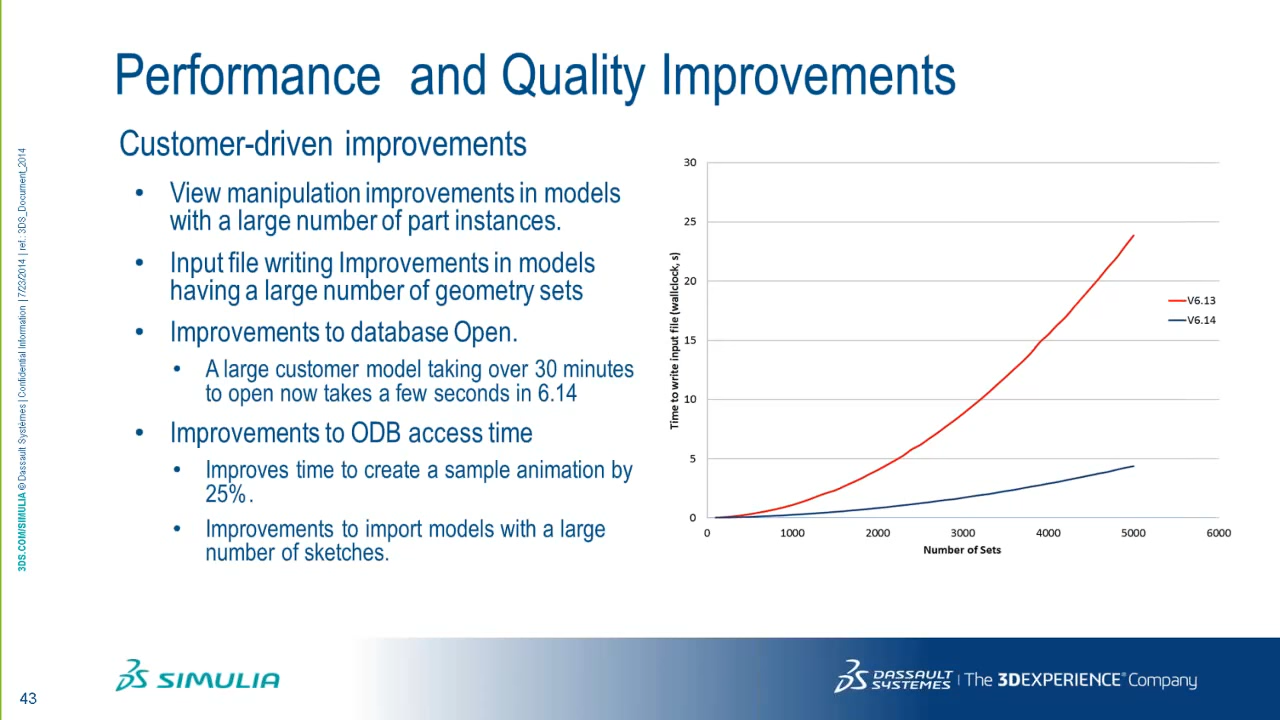 Performance and Quality Improvements
Customer-driven improvements
• View manipulation improvements in models
with a large number of part instances.
• Input file writing Improvements in models
having a large number of geometry sets
• Improvements to database Open.
• A large customer model taking over 30 minutes
to open now takes a few seconds in 6.14
• Improvements to ODB access time
• Improves time to create a sample animation by
25%.
• Improvements to import models with a large
number of sketches.
Time to write input file (wallclock, s)
30
25
20
15
10
5
0
0 1000 2000 3000 4000 5000 6000
Number of Sets
V6.13
V6.14
3DS.COM/SIMULIA © Dassault Systèmes | Confidential Information | 7/23/2014 | ref.: 3DS_Document_2014
43
3DS SIMULIA
3DS DASSAULT SYSTEMES | The 3DEXPERIENCE® Company